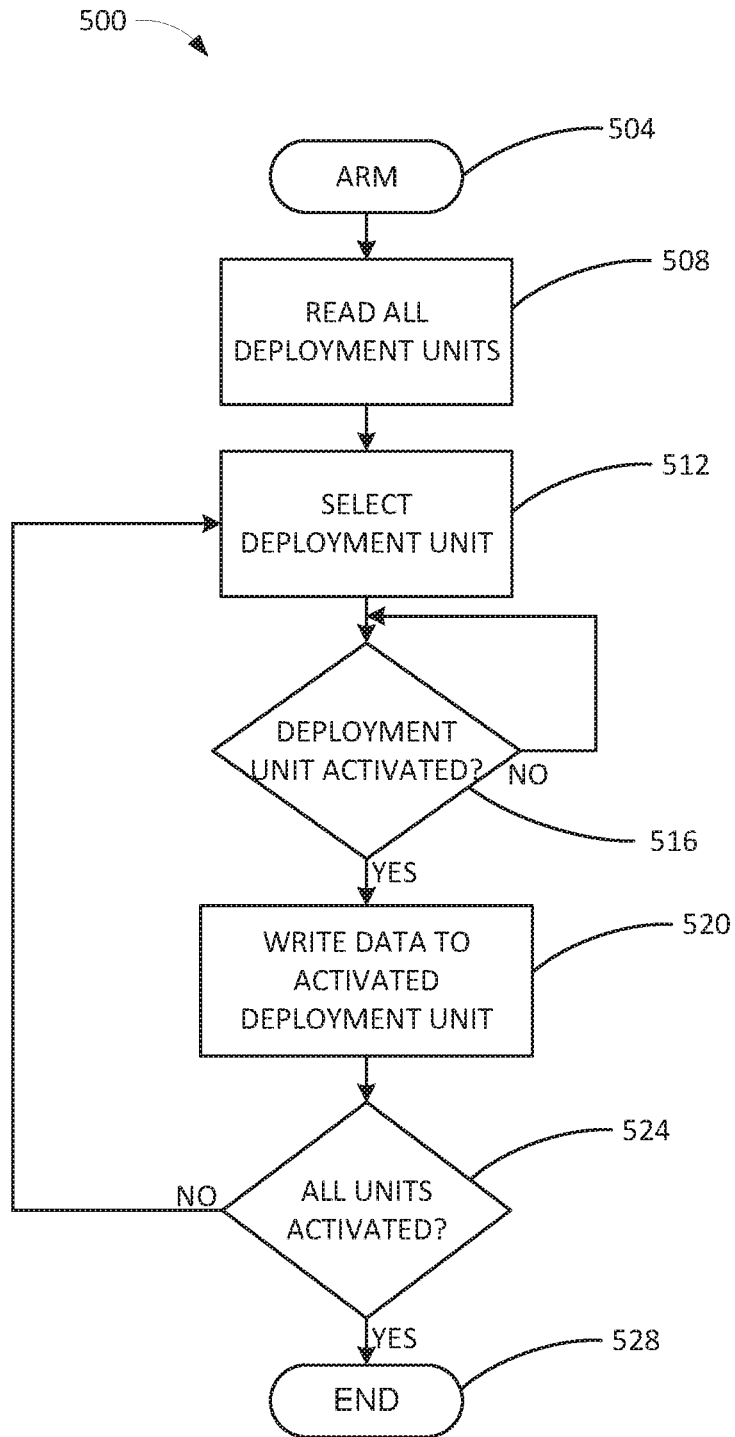 500
ARM
504
READ ALL
DEPLOYMENT UNITS
508
SELECT
DEPLOYMENT UNIT
512
DEPLOYMENT
UNIT ACTIVATED?
NO
516
YES
WRITE DATA TO
ACTIVATED
DEPLOYMENT UNIT
520
ALL UNITS
ACTIVATED?
524
NO
YES
END
528